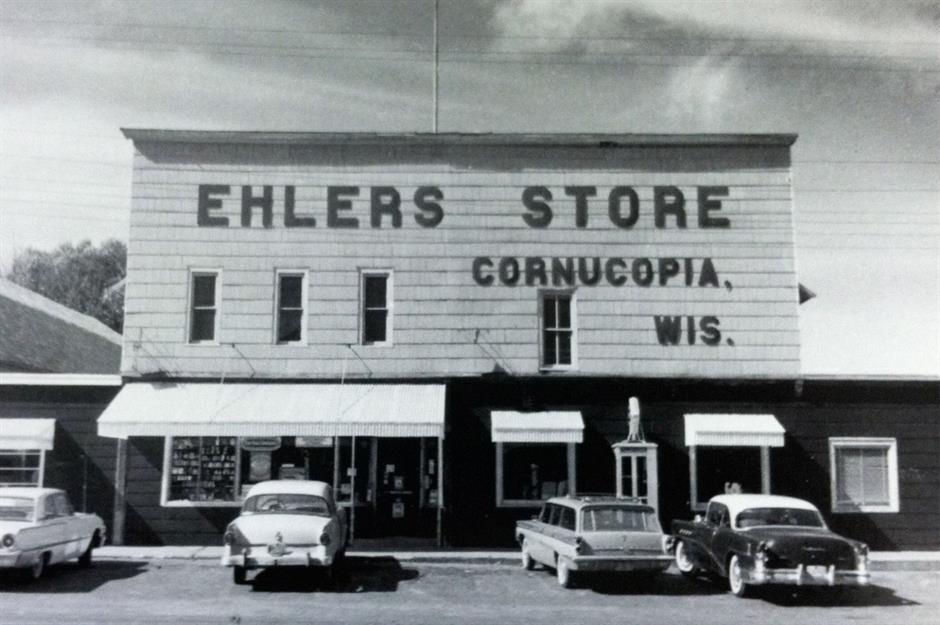 EHLERS STORE
CORNUCOPIA,
WIS.